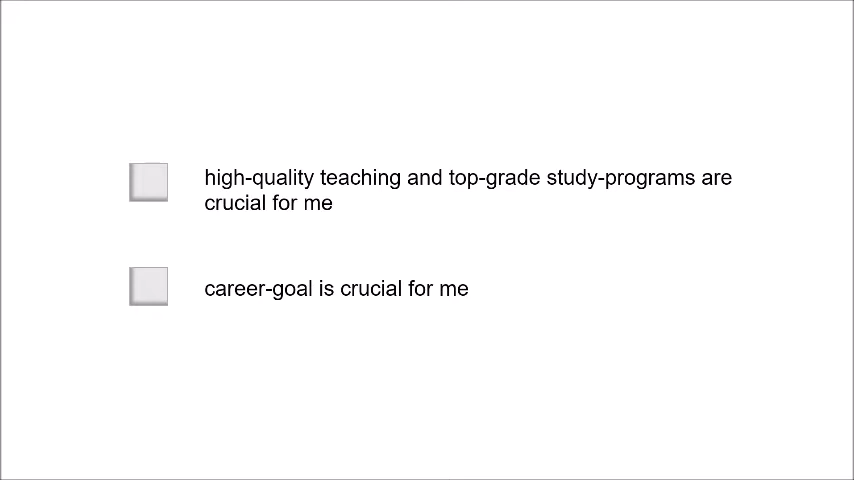 high-quality teaching and top-grade study-programs are
crucial for me
career-goal is crucial for me